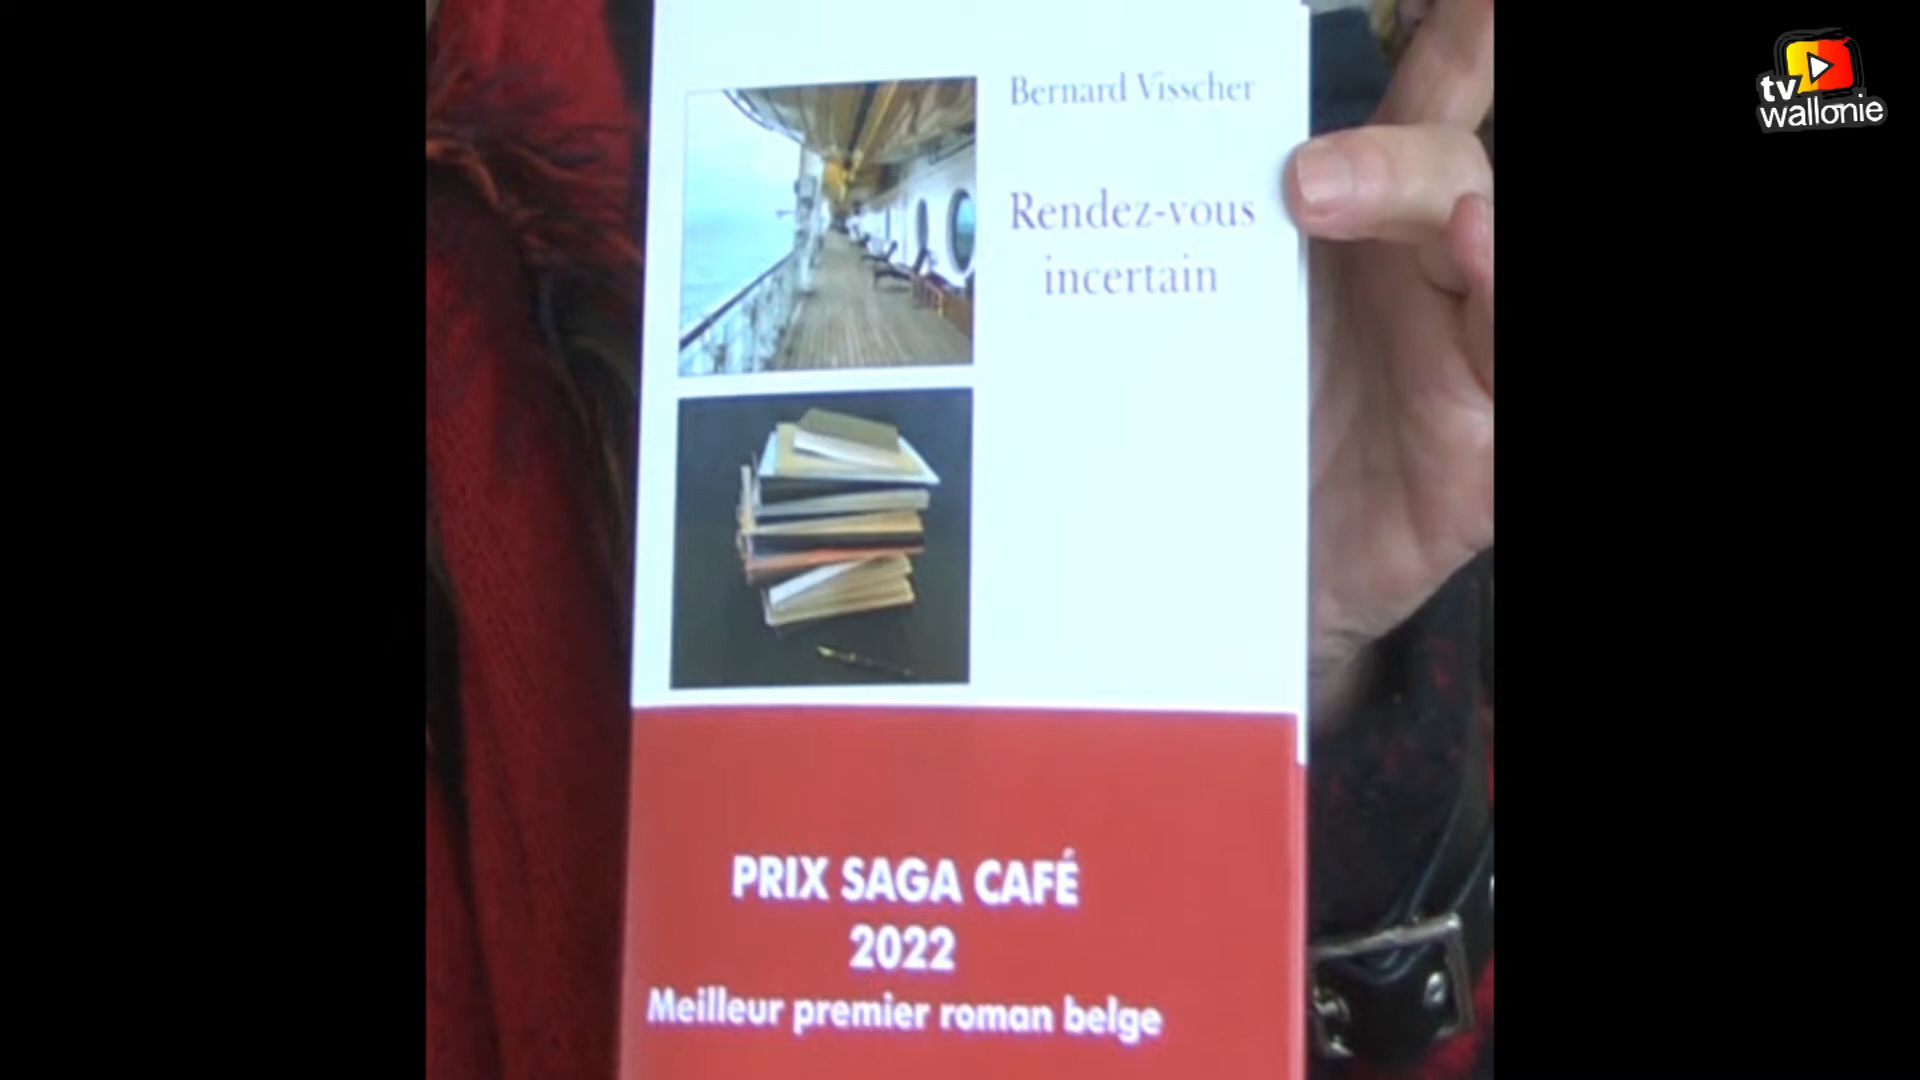 Bernard Visscher
Rendez-vous
incertain
PRIX SAGA CAFÉ
2022
Meilleur premier roman belge
tv
wallonie